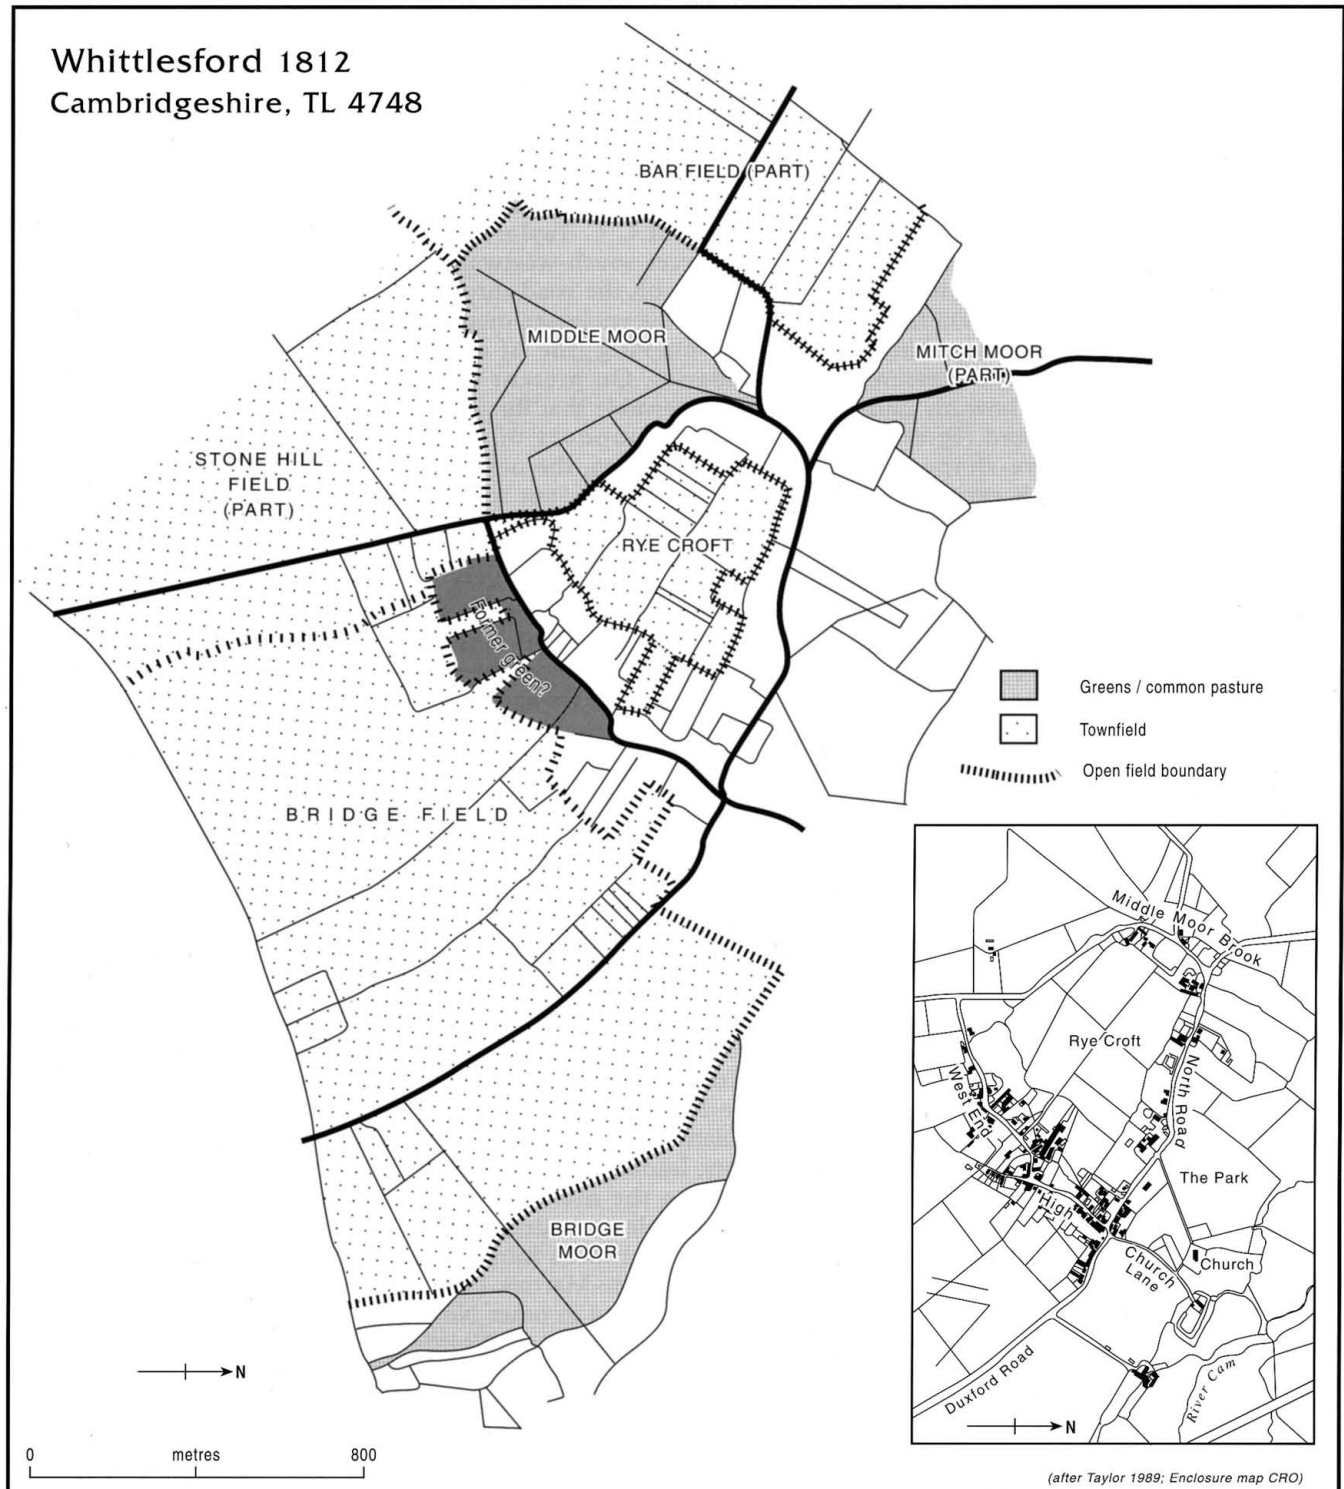 Whittlesford 1812
Cambridgeshire, TL 4748
BAR FIELD (PART)
MIDDLE MOOR
MITCH MOOR
(PART)
STONE HILL
FIELD
(PART)
RYE CROFT
Former green?
Greens / common pasture
Townfield
Open field boundary
BRIDGE FIELD
BRIDGE
MOOR
N
0 metres 800
Middle Moor Brook
Rye Croft
West End
North Road
The Park
High
Church
Lane
Church
Duxford Road
River Cam
N
(after Taylor 1989; Enclosure map CRO)